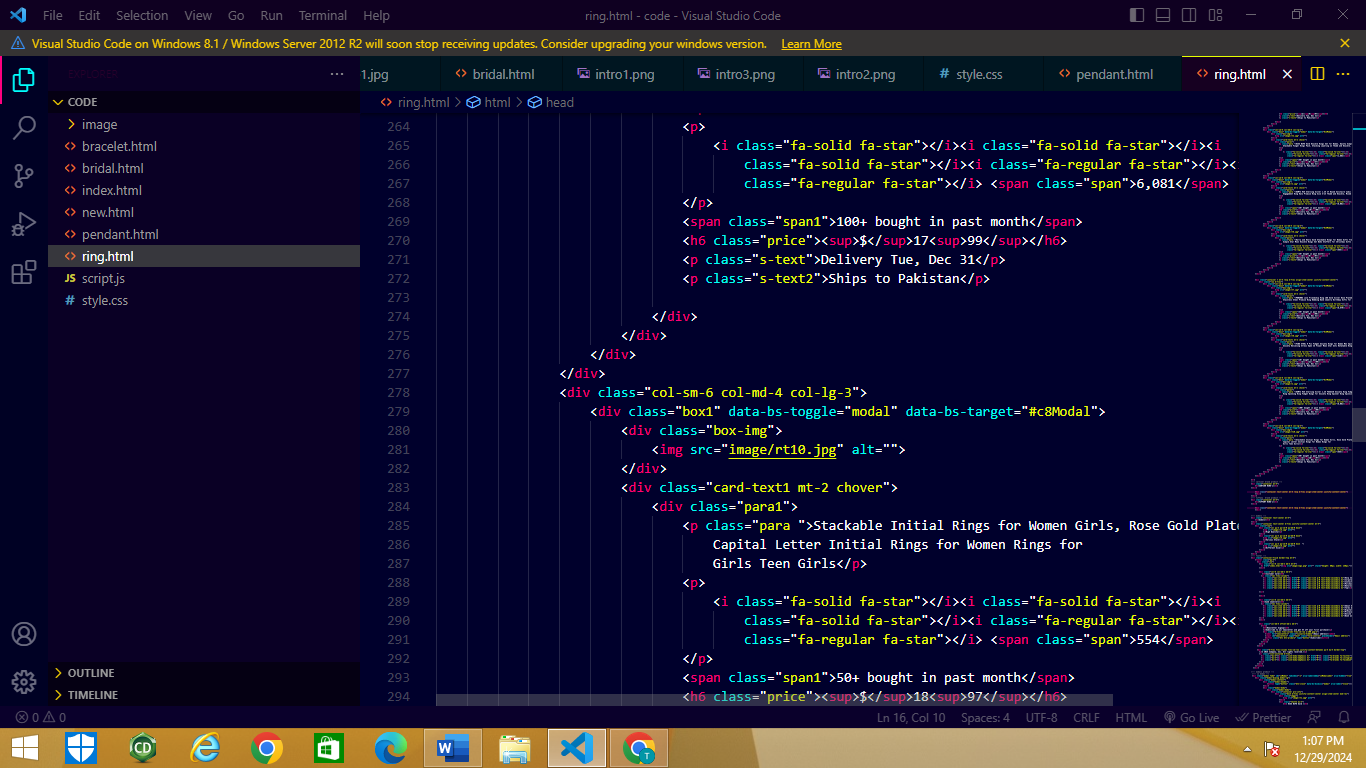 File Edit Selection View Go Run Terminal Help
ring.html - code - Visual Studio Code
Visual Studio Code on Windows 8.1 / Windows Server 2012 R2 will soon stop receiving updates. Consider upgrading your windows version. Learn More
EXPLORER
1.jpg bridal.html intro1.png intro3.png intro2.png # style.css pendant.html ring.html
CODE
image
bracelet.html
bridal.html
index.html
new.html
pendant.html
ring.html
JS script.js
# style.css
OUTLINE
TIMELINE
ring.html > html > head
264 <p>
265 <i class="fa-solid fa-star"></i><i class="fa-solid fa-star"></i><i
266 class="fa-solid fa-star"></i><i class="fa-regular fa-star"></i><
267 class="fa-regular fa-star"></i> <span class="span">6,081</span>
268 </p>
269 <span class="span1">100+ bought in past month</span>
270 <h6 class="price"><sup>$</sup>17<sup>99</sup></h6>
271 <p class="s-text">Delivery Tue, Dec 31</p>
272 <p class="s-text2">Ships to Pakistan</p>
273
274 </div>
275 </div>
276 </div>
277 </div>
278 <div class="col-sm-6 col-md-4 col-lg-3">
279 <div class="box1" data-bs-toggle="modal" data-bs-target="#c8Modal">
280 <div class="box-img">
281 <img src="image/rt10.jpg" alt="">
282 </div>
283 <div class="card-text1 mt-2 chover">
284 <div class="para1">
285 <p class="para ">Stackable Initial Rings for Women Girls, Rose Gold Plat
286 Capital Letter Initial Rings for Women Rings for
287 Girls Teen Girls</p>
288 <p>
289 <i class="fa-solid fa-star"></i><i class="fa-solid fa-star"></i><i
290 class="fa-solid fa-star"></i><i class="fa-regular fa-star"></i><
291 class="fa-regular fa-star"></i> <span class="span">554</span>
292 </p>
293 <span class="span1">50+ bought in past month</span>
294 <h6 class="price"><sup>$</sup>18<sup>97</sup></h6>
0 0
Ln 16, Col 10 Spaces: 4 UTF-8 CRLF HTML Go Live Prettier
CD
W
T
1:07 PM
12/29/2024